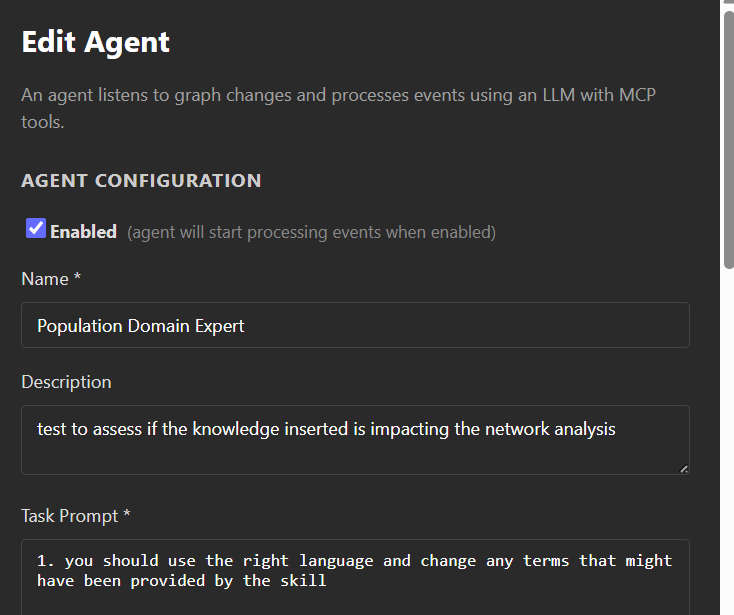 Edit Agent
An agent listens to graph changes and processes events using an LLM with MCP
tools.
AGENT CONFIGURATION
Enabled (agent will start processing events when enabled)
Name *
Population Domain Expert
Description
test to assess if the knowledge inserted is impacting the network analysis
Task Prompt *
1. you should use the right language and change any terms that might
have been provided by the skill